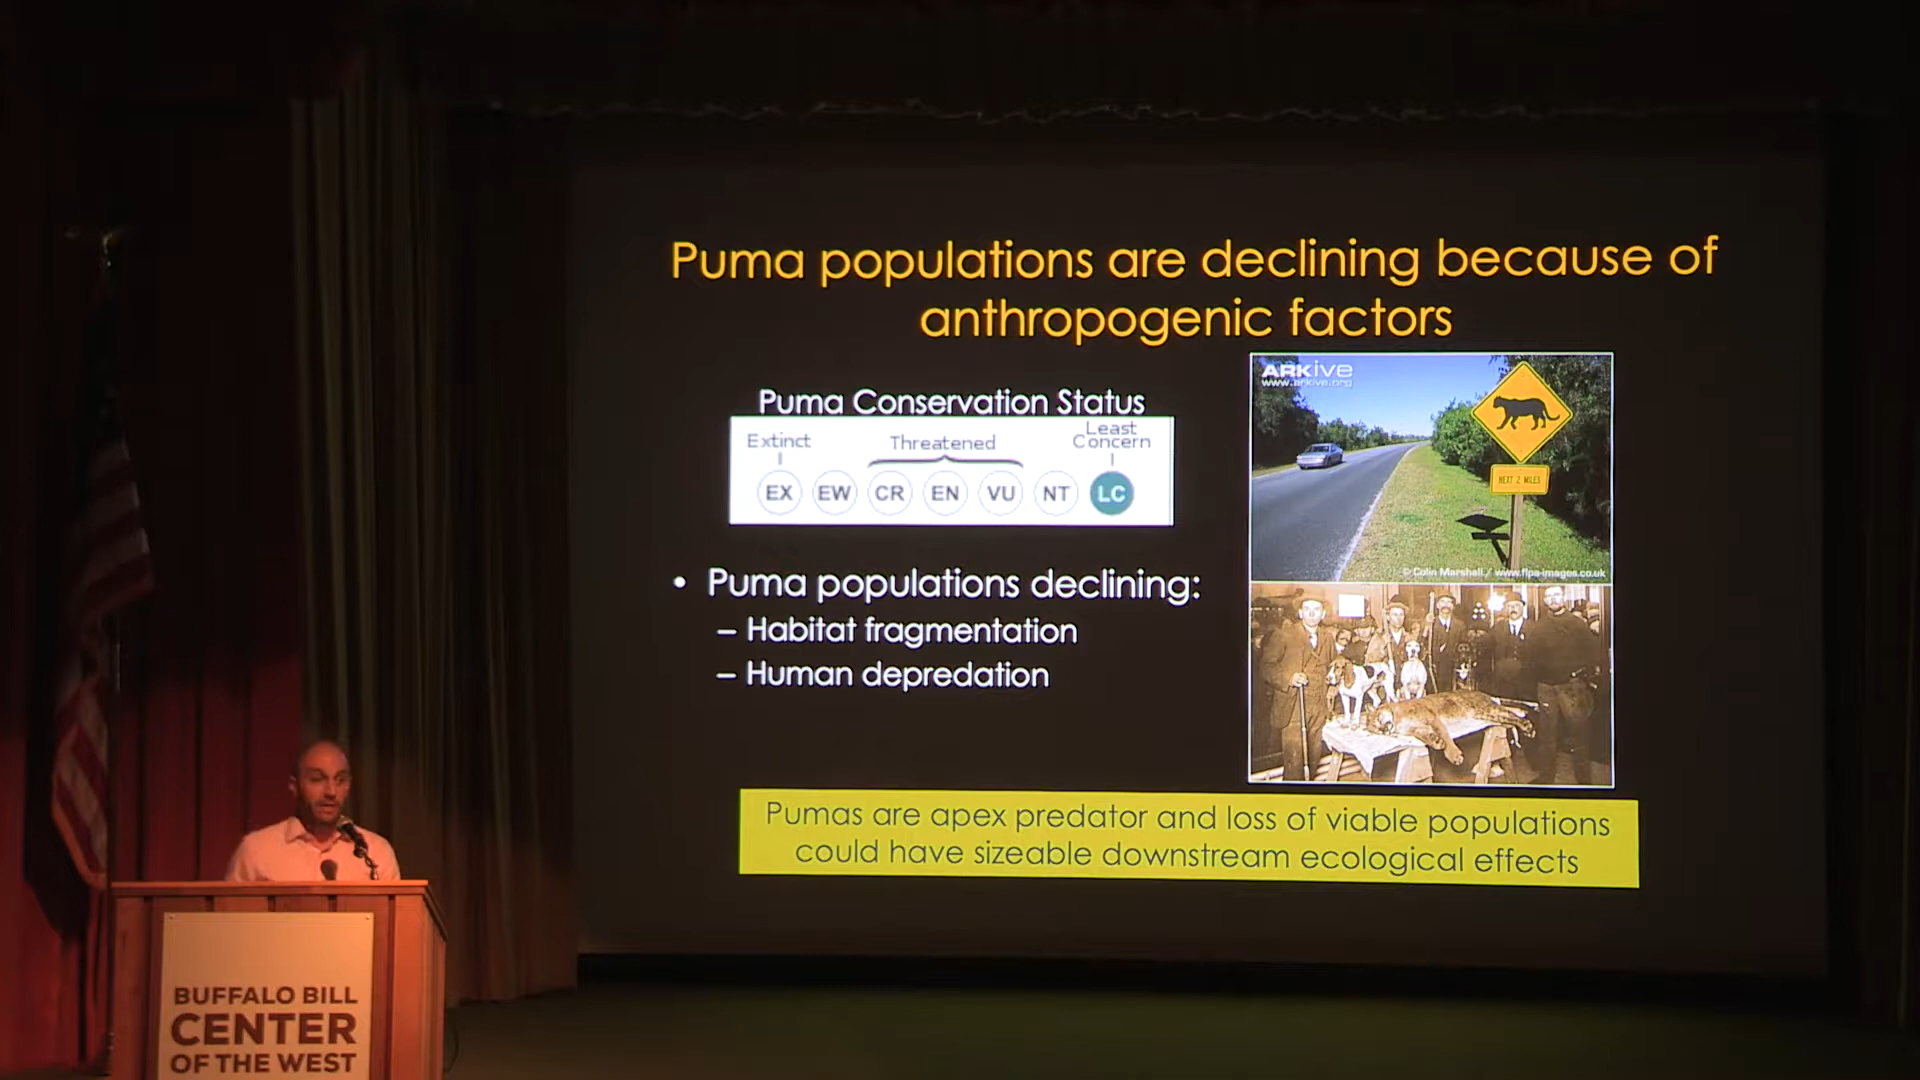 Puma populations are declining because of
anthropogenic factors
Puma Conservation Status
Extinct
Threatened
Least
Concern
EX EW CR EN VU NT LC
• Puma populations declining:
– Habitat fragmentation
– Human depredation
ARKive
www.arkive.org
NEXT 2 MILES
© Colin Marshall / www.flpa-images.co.uk
Pumas are apex predator and loss of viable populations
could have sizeable downstream ecological effects
BUFFALO BILL
CENTER
OF THE WEST